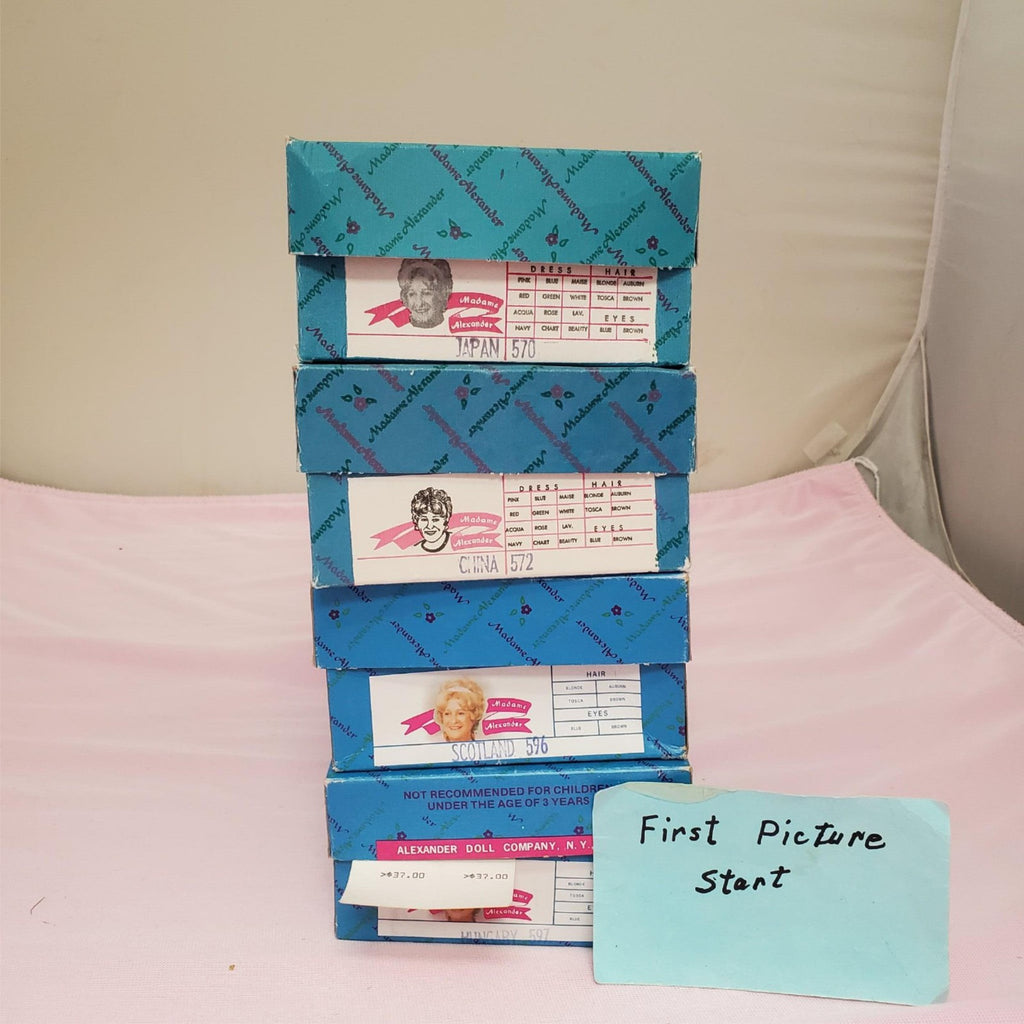 Madame Alexander
DRESS HAIR
PINK BLUE MAISE BLONDE AUBURN
RED GREEN WHITE TOSCA BROWN
ACQUA ROSE LAV. EYES
NAVY CHART BEAUTY BLUE BROWN
Madame
Alexander
JAPAN 570
Madame Alexander
DRESS HAIR
PINK BLUE MAISE BLONDE AUBURN
RED GREEN WHITE TOSCA BROWN
ACQUA ROSE LAV. EYES
NAVY CHART BEAUTY BLUE BROWN
Madame
Alexander
CHINA 572
Madame Alexander
HAIR
BLONDE AUBURN
TOSCA BROWN
EYES
BLUE BROWN
Madame
Alexander
SCOTLAND 596
NOT RECOMMENDED FOR CHILDREN
UNDER THE AGE OF 3 YEARS
ALEXANDER DOLL COMPANY, N.Y.
>$37.00 >$37.00
Alexander
HUNGARY 597
First Picture
Start